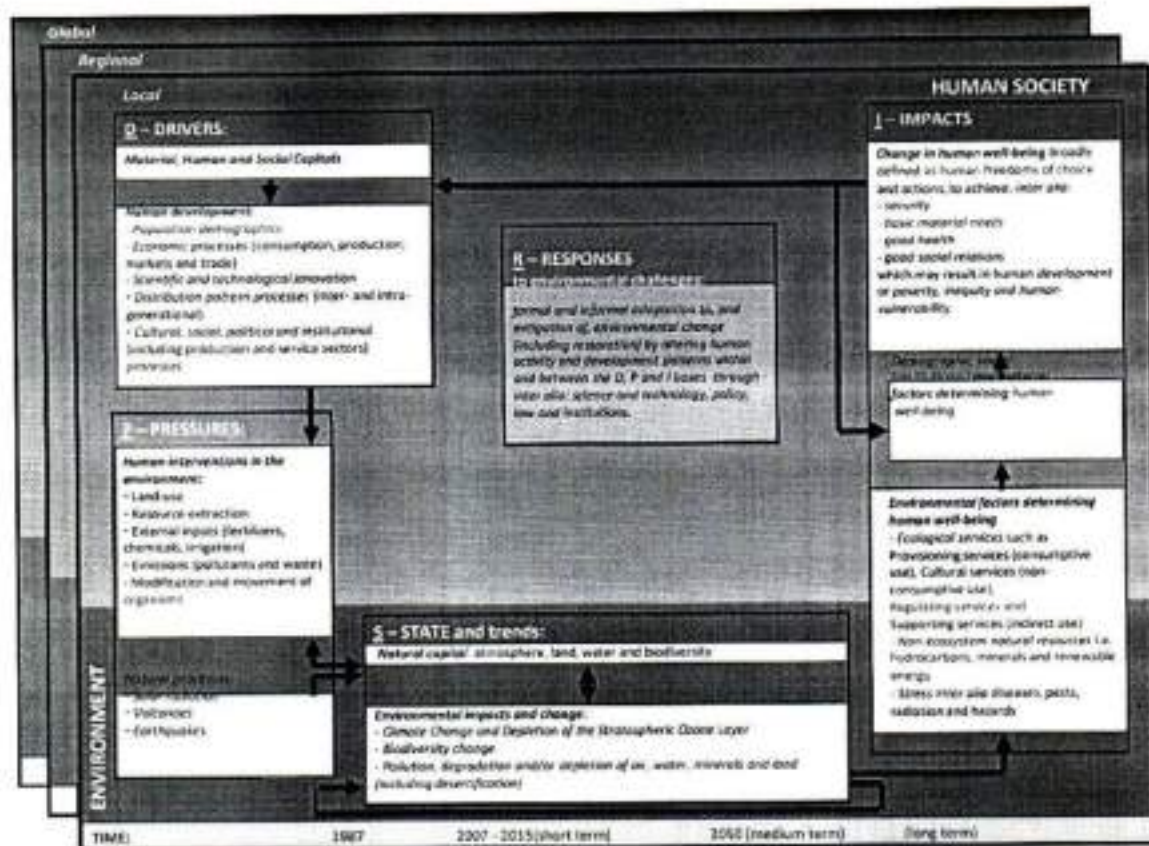 Global
Regional
Local
HUMAN SOCIETY
D – DRIVERS:
Material, Human and Social Capitals
Human development:
- Population demographics
- Economic processes (consumption, production,
markets and trade)
- Scientific and technological innovation
- Distribution pattern processes (inter- and intra-
generational)
- Cultural, social, political and institutional
(including production and service sectors)
processes
P – PRESSURES:
Human interventions in the
environment:
- Land use
- Resource extraction
- External inputs (fertilizers,
chemicals, irrigation)
- Emissions (pollutants and waste)
- Modification and movement of
organisms
Natural processes:
- Volcanoes
- Earthquakes
R – RESPONSES
to environmental challenges:
formal and informal adaptation to, and
mitigation of, environmental change
(including restoration) by altering human
activity and development patterns within
and between the D, P and I boxes through
inter alia: science and technology, policy,
law and institutions.
S – STATE and trends:
Natural capital: atmosphere, land, water and biodiversity
Environmental impacts and change:
- Climate Change and Depletion of the Stratospheric Ozone Layer
- Biodiversity change
- Pollution, degradation and/or depletion of air, water, minerals and land
(including desertification)
I – IMPACTS
Change in human well-being broadly
defined as human freedoms of choice
and actions, to achieve, inter alia:
- security
- basic material needs
- good health
- good social relations
which may result in human development
or poverty, inequity and human
vulnerability.
Demographic, social
factors determining human
well-being
Environmental factors determining
human well-being
- Ecological services such as
Provisioning services (consumptive
use), Cultural services (non-
consumptive use),
Regulating services and
Supporting services (indirect use)
- Non-ecosystem natural resources i.e.
hydrocarbons, minerals and renewable
energy
- Stress inter alia diseases, pests,
radiation and hazards
ENVIRONMENT
TIME: 1987 2007 - 2015 (short term) 2050 (medium term) (long term)